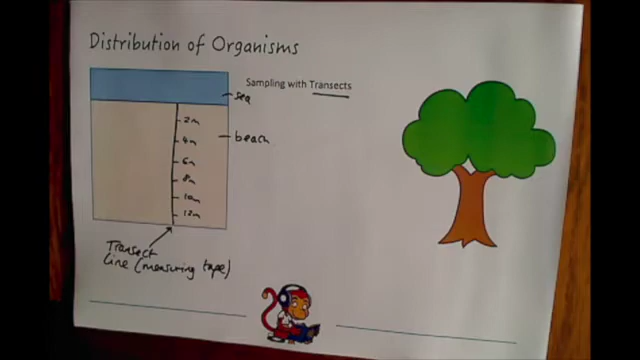 Distribution of Organisms
Sampling with Transects
sea
2m
beach
4m
6m
8m
10m
12m
Transect
line (measuring tape)